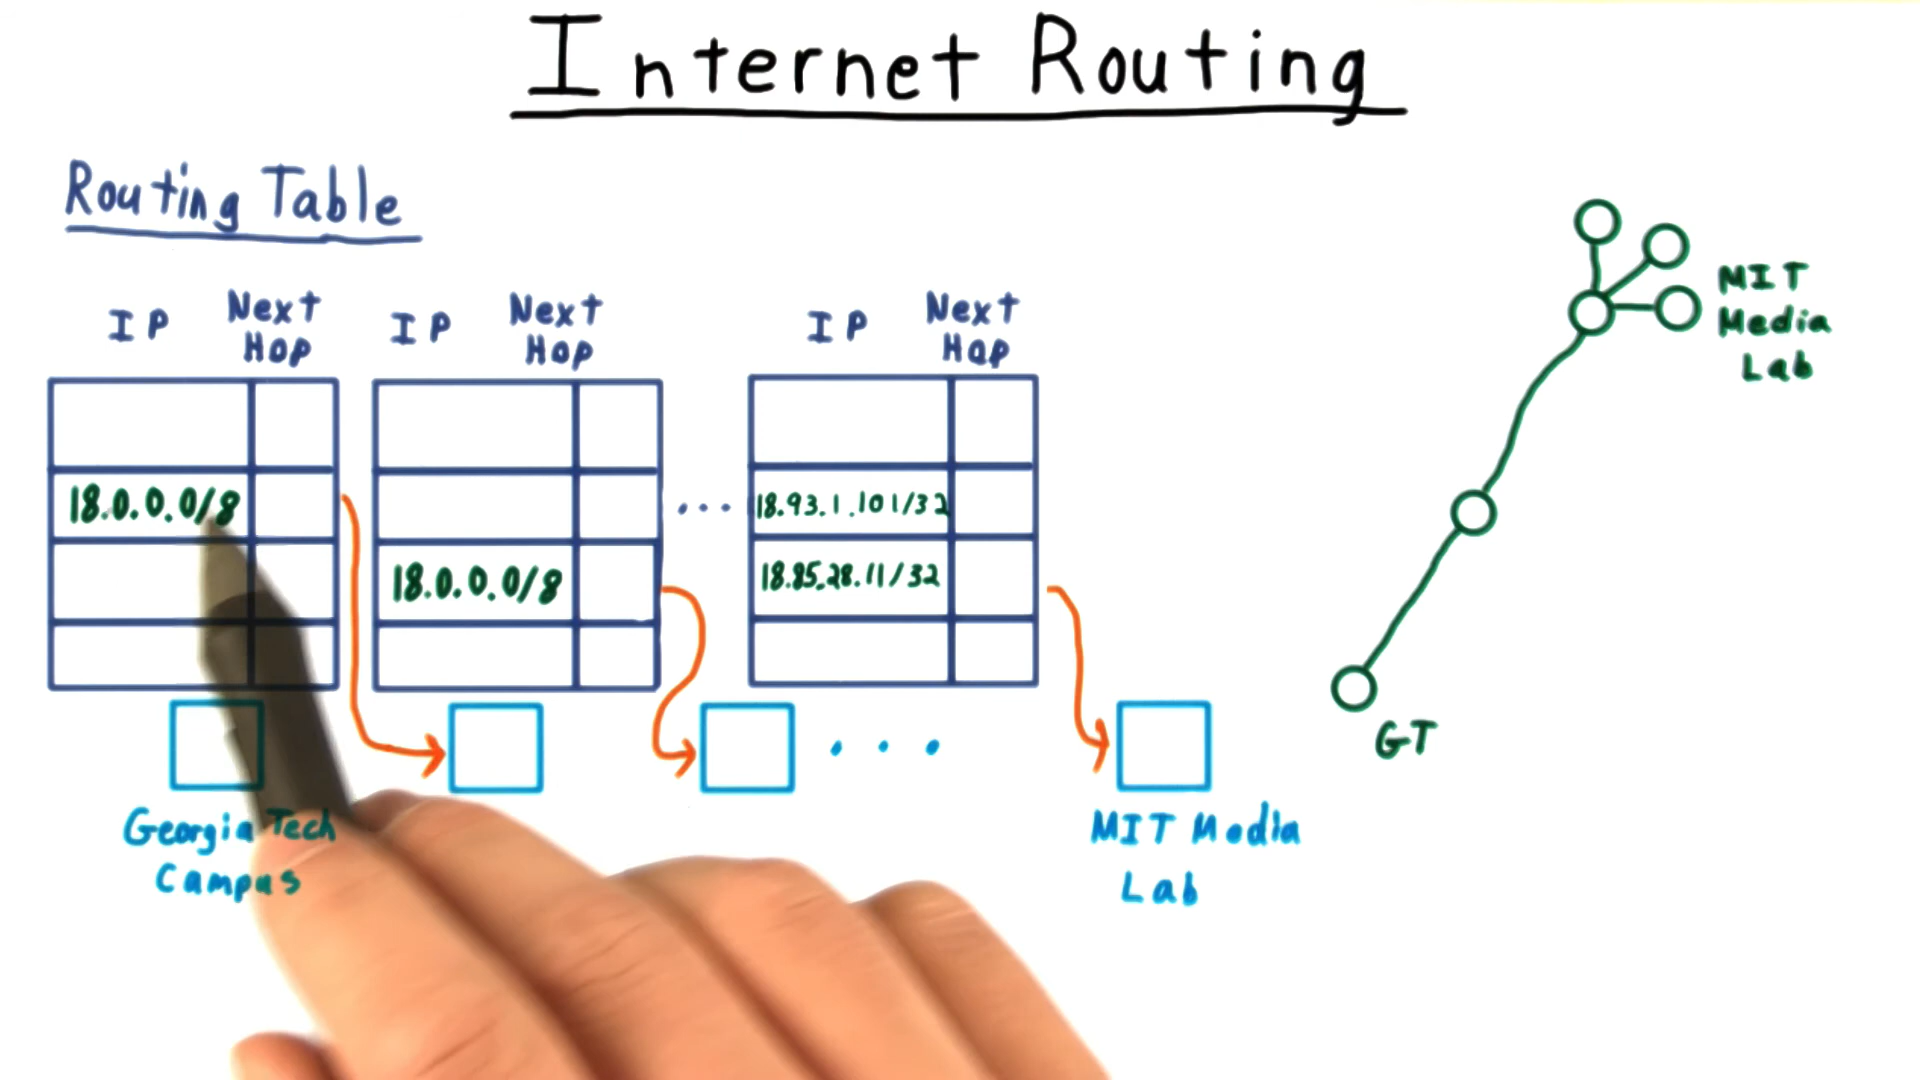 Internet Routing
Routing Table
IP Next Hop
IP Next Hop
IP Next Hop
18.0.0.0/8
18.0.0.0/8
... 18.93.1.101/32
18.85.28.11/32
...
Georgia Tech
Campus
MIT Media
Lab
MIT
Media
Lab
GT